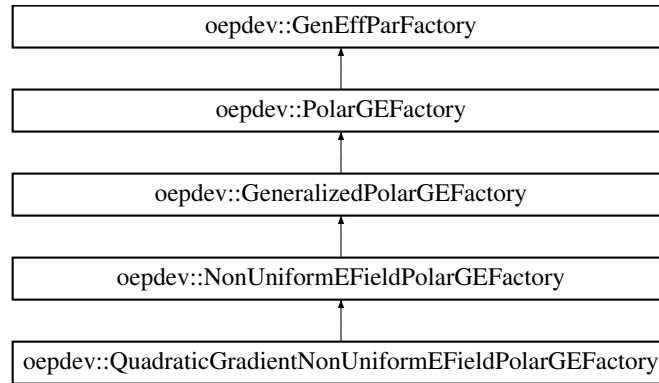 oepdev::GenEffParFactory
oepdev::PolarGEFactory
oepdev::GeneralizedPolarGEFactory
oepdev::NonUniformEFieldPolarGEFactory
oepdev::QuadraticGradientNonUniformEFieldPolarGEFactory